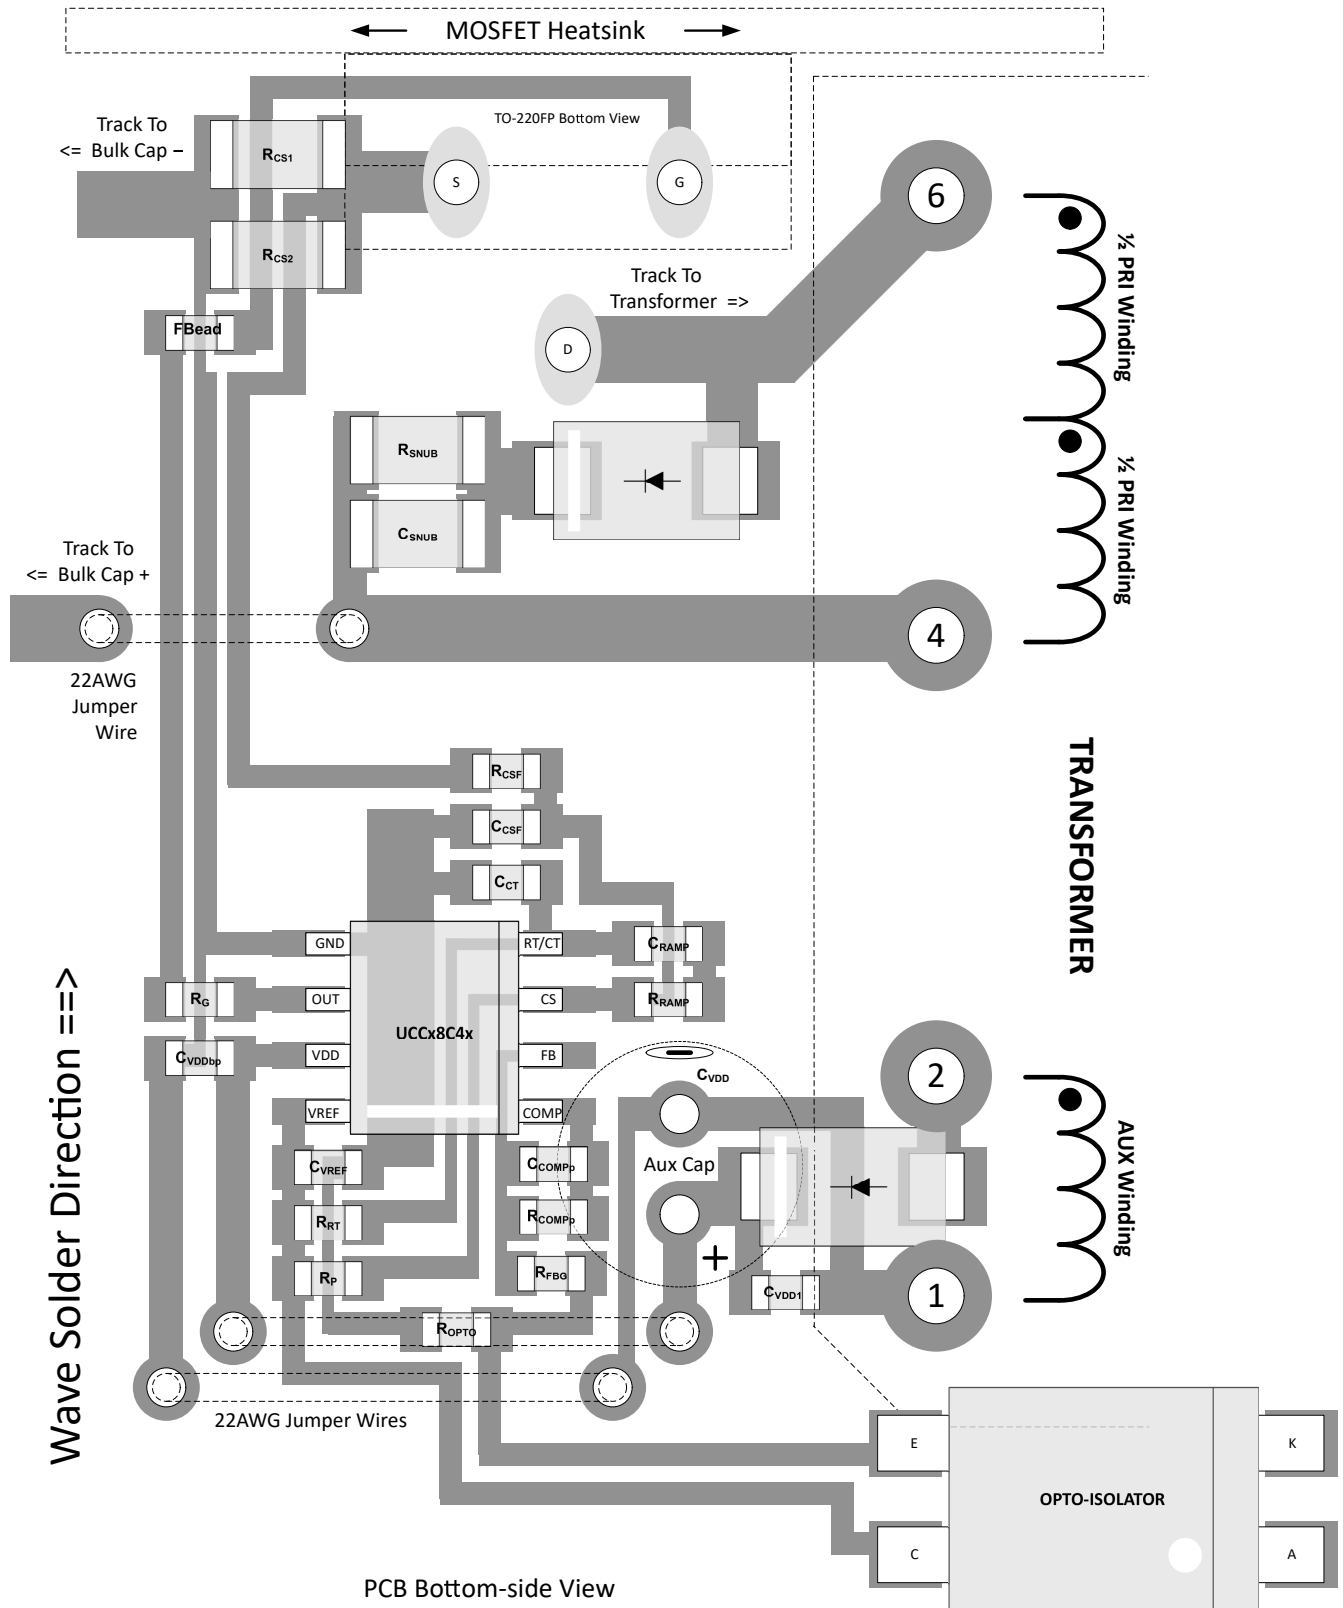 MOSFET Heatsink
Track To
<= Bulk Cap –
TO-220FP Bottom View
RCS1
S
G
6
RCS2
½ PRI Winding
Track To
Transformer =>
FBead
D
RSNUB
½ PRI Winding
CSNUB
Track To
<= Bulk Cap +
4
22AWG
Jumper
Wire
TRANSFORMER
RCSF
CCSF
CCT
GND
RT/CT
CRAMP
RG
OUT
CS
RRAMP
UCCx8C4x
CVDDbp
VDD
FB
CVDD
2
VREF
COMP
AUX Winding
CVREF
CCOMPp
Aux Cap
RRT
RCOMPp
+
RP
RFBG
CVDD1
1
ROPTO
22AWG Jumper Wires
Wave Solder Direction ==>
E
K
OPTO-ISOLATOR
C
A
PCB Bottom-side View